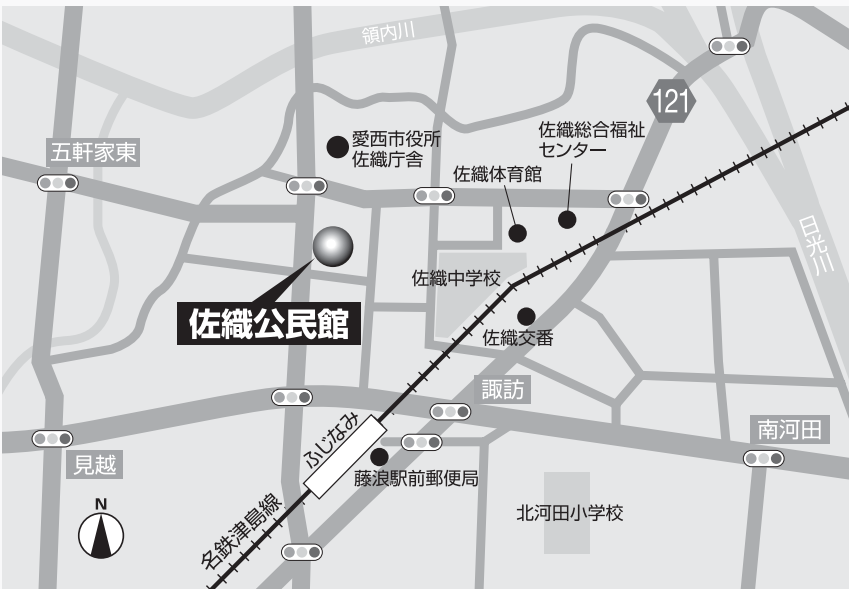 領内川
121
五軒家東
愛西市役所
佐織庁舎
佐織総合福祉
センター
佐織体育館
日光川
佐織中学校
佐織公民館
佐織交番
諏訪
ふじなみ
南河田
見越
藤浪駅前郵便局
名鉄津島線
北河田小学校
N